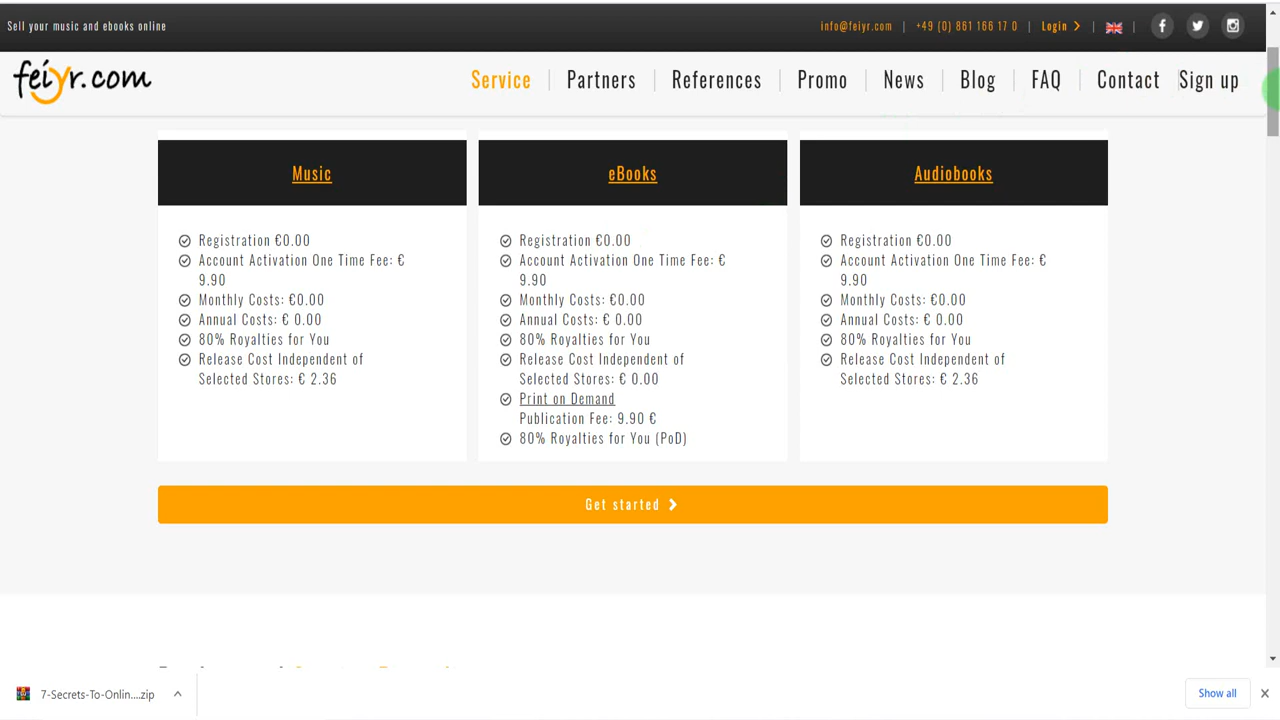 Sell your music and ebooks online
info@feiyr.com | +49 (0) 861 166 17 0 | Login |
feiyr.com
Service | Partners | References | Promo | News | Blog | FAQ | Contact | Sign up
Music
Registration €0.00
Account Activation One Time Fee: €
9.90
Monthly Costs: €0.00
Annual Costs: € 0.00
80% Royalties for You
Release Cost Independent of
Selected Stores: € 2.36
eBooks
Registration €0.00
Account Activation One Time Fee: €
9.90
Monthly Costs: €0.00
Annual Costs: € 0.00
80% Royalties for You
Release Cost Independent of
Selected Stores: € 0.00
Print on Demand
Publication Fee: 9.90 €
80% Royalties for You (PoD)
Audiobooks
Registration €0.00
Account Activation One Time Fee: €
9.90
Monthly Costs: €0.00
Annual Costs: € 0.00
80% Royalties for You
Release Cost Independent of
Selected Stores: € 2.36
Get started
7-Secrets-To-Onlin....zip
Show all